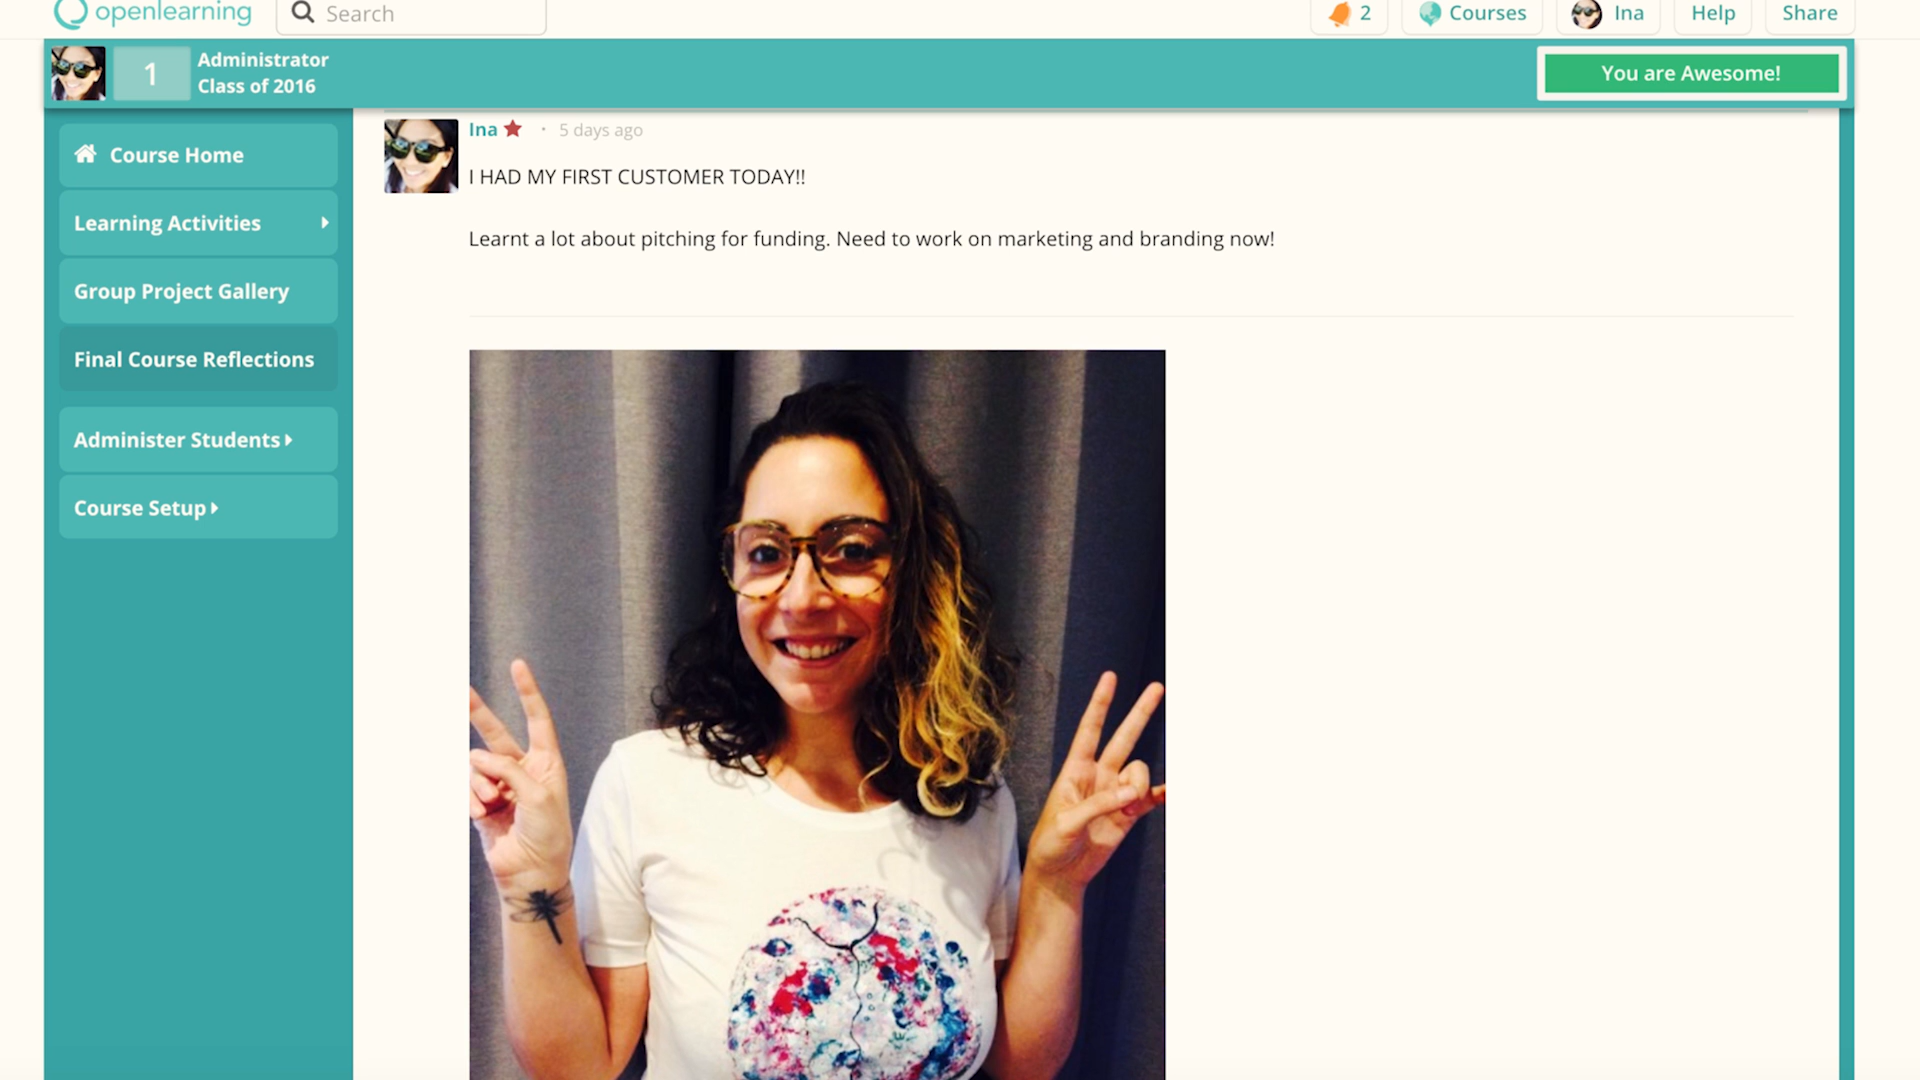 openlearning
Search
2
Courses
Ina
Help
Share
1
Administrator
Class of 2016
You are Awesome!
Course Home
Learning Activities
Group Project Gallery
Final Course Reflections
Administer Students
Course Setup
Ina
· 5 days ago
I HAD MY FIRST CUSTOMER TODAY!!
Learnt a lot about pitching for funding. Need to work on marketing and branding now!